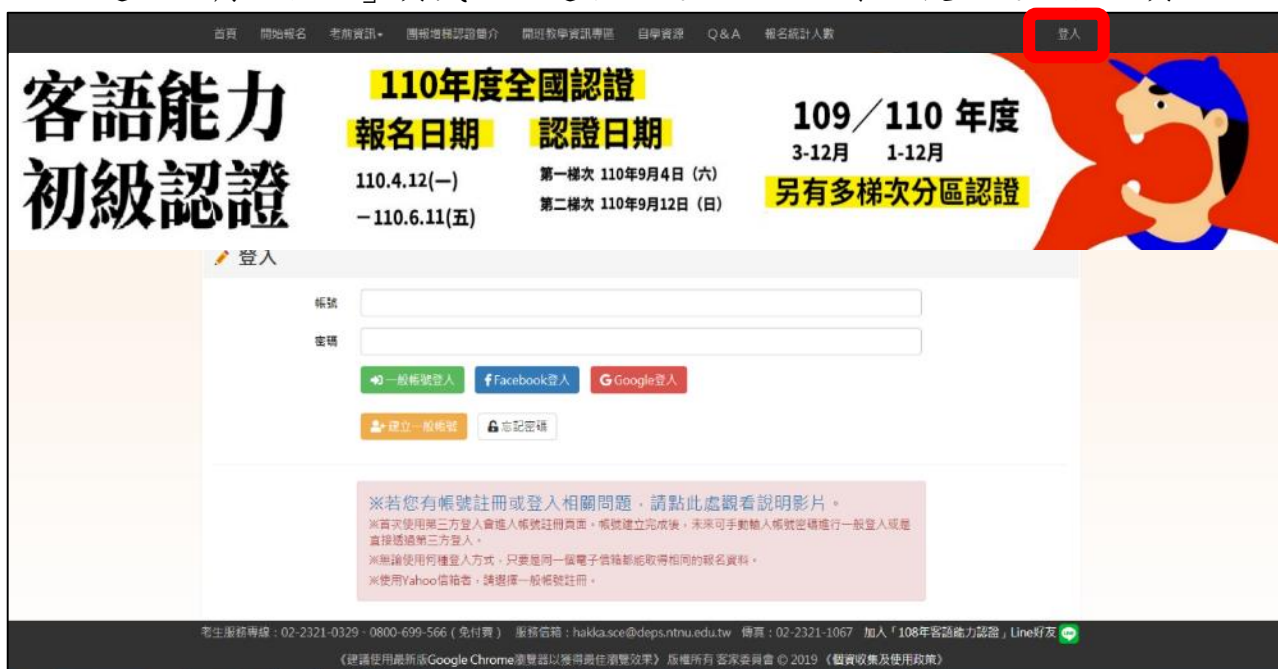 首頁 開始報名 考前資訊 團報增梯認證簡介 開班教學資訊專區 自學資源 Q&A 報名統計人數 登入
客語能力
初級認證
110年度全國認證
報名日期 認證日期
110.4.12(一)
－110.6.11(五)
第一梯次 110年9月4日（六）
第二梯次 110年9月12日（日）
109／110 年度
3-12月 1-12月
另有多梯次分區認證
登入
帳號
密碼
一般帳號登入 Facebook登入 Google登入
建立一般帳號 忘記密碼
※若您有帳號註冊或登入相關問題，請點此處觀看說明影片。
※首次使用第三方登入會進入帳號註冊頁面，帳號建立完成後，未來可手動輸入帳號密碼進行一般登入或是
直接透過第三方登入。
※無論使用何種登入方式，只要是同一個電子信箱都能取得相同的報名資料。
※使用Yahoo信箱者，請選擇一般帳號註冊。
考生服務專線：02-2321-0329、0800-699-566（免付費） 服務信箱：hakka.sce@deps.ntnu.edu.tw 傳真：02-2321-1067 加入「108年客語能力認證」Line好友
《建議使用最新版Google Chrome瀏覽器以獲得最佳瀏覽效果》 版權所有 客家委員會 © 2019 《個資收集及使用政策》